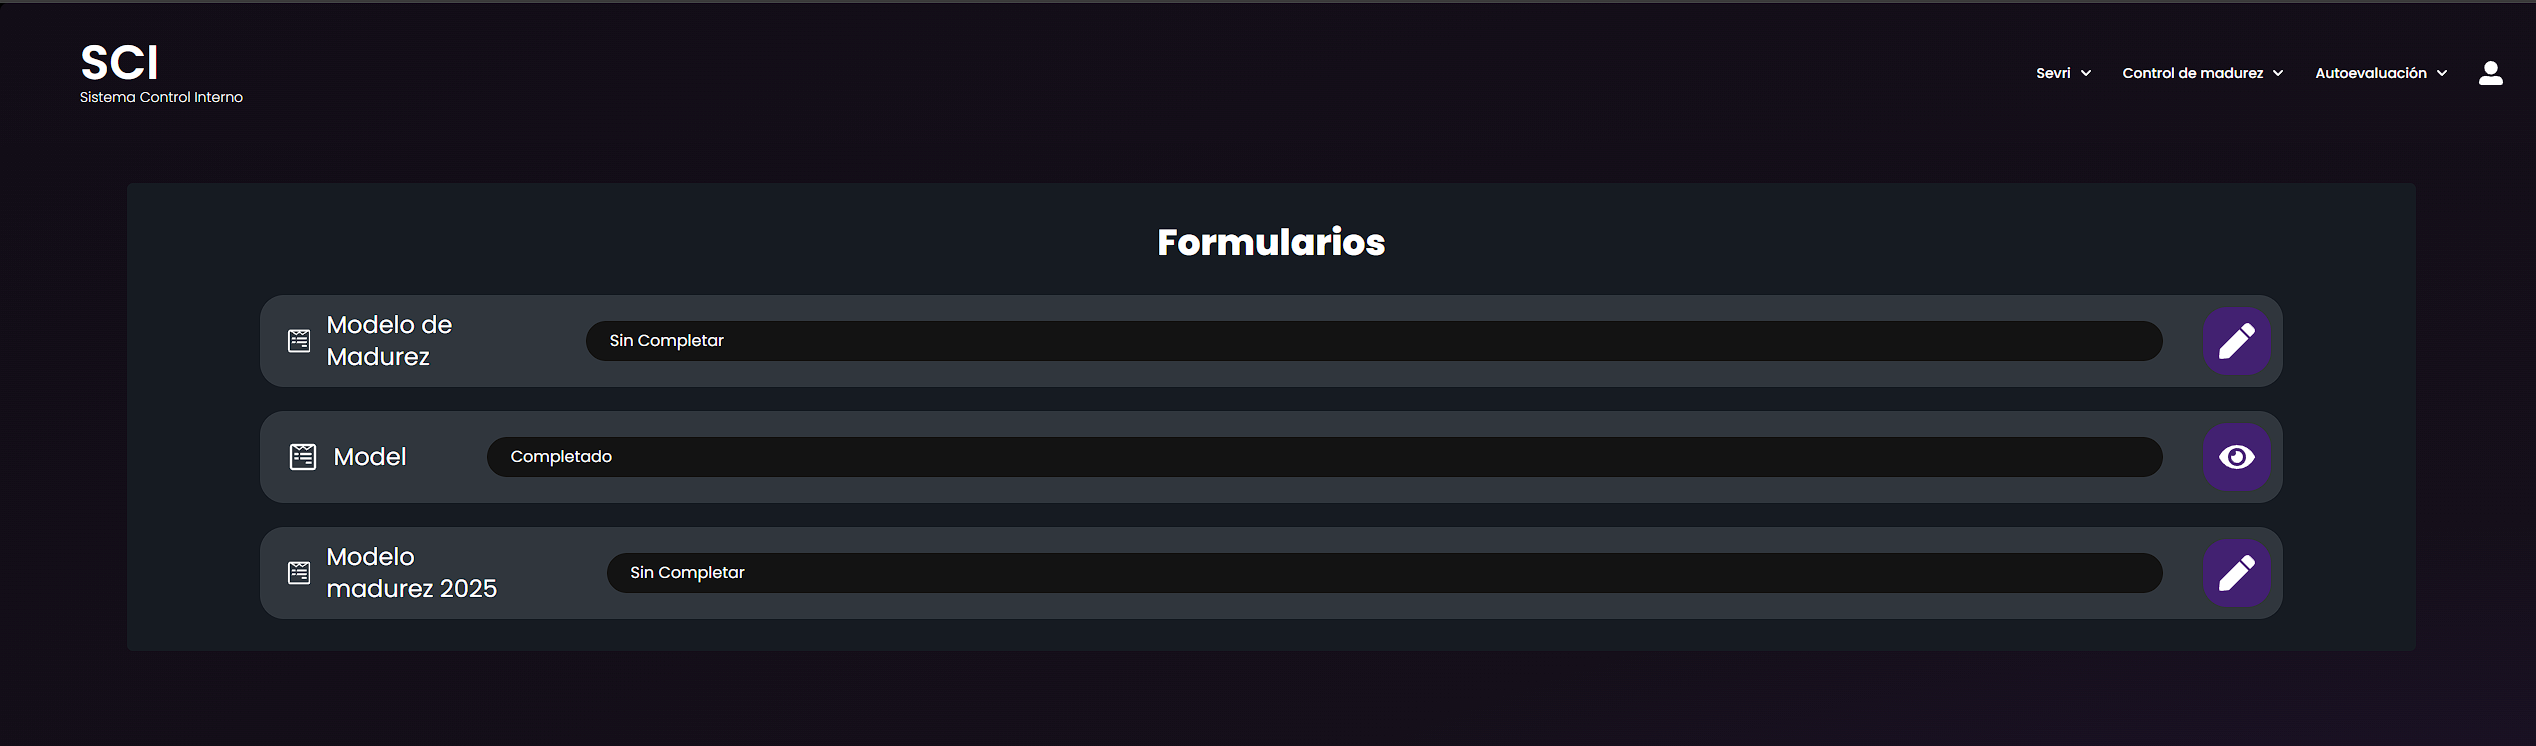 SCI
Sistema Control Interno
Sevri
Control de madurez
Autoevaluación
Formularios
Modelo de
Madurez
Sin Completar
Model
Completado
Modelo
madurez 2025
Sin Completar